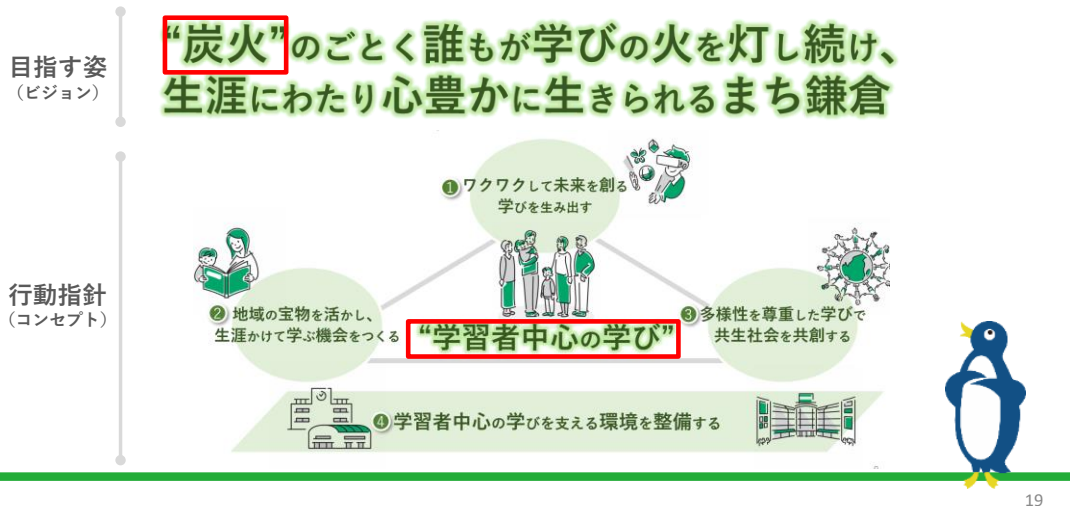 目指す姿
（ビジョン）
“炭火”のごとく誰もが学びの火を灯し続け、
生涯にわたり心豊かに生きられるまち鎌倉
行動指針
（コンセプト）
❶ワクワクして未来を創る
学びを生み出す
❷地域の宝物を活かし、
生涯かけて学ぶ機会をつくる
“学習者中心の学び”
❸多様性を尊重した学びで
共生社会を共創する
❹学習者中心の学びを支える環境を整備する
19